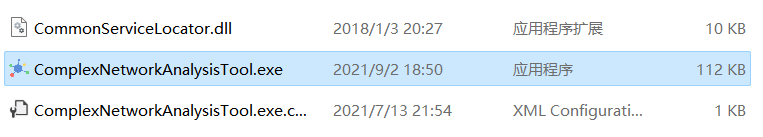 CommonServiceLocator.dll 2018/1/3 20:27 应用程序扩展 10 KB
ComplexNetworkAnalysisTool.exe 2021/9/2 18:50 应用程序 112 KB
ComplexNetworkAnalysisTool.exe.c... 2021/7/13 21:54 XML Configurati... 1 KB